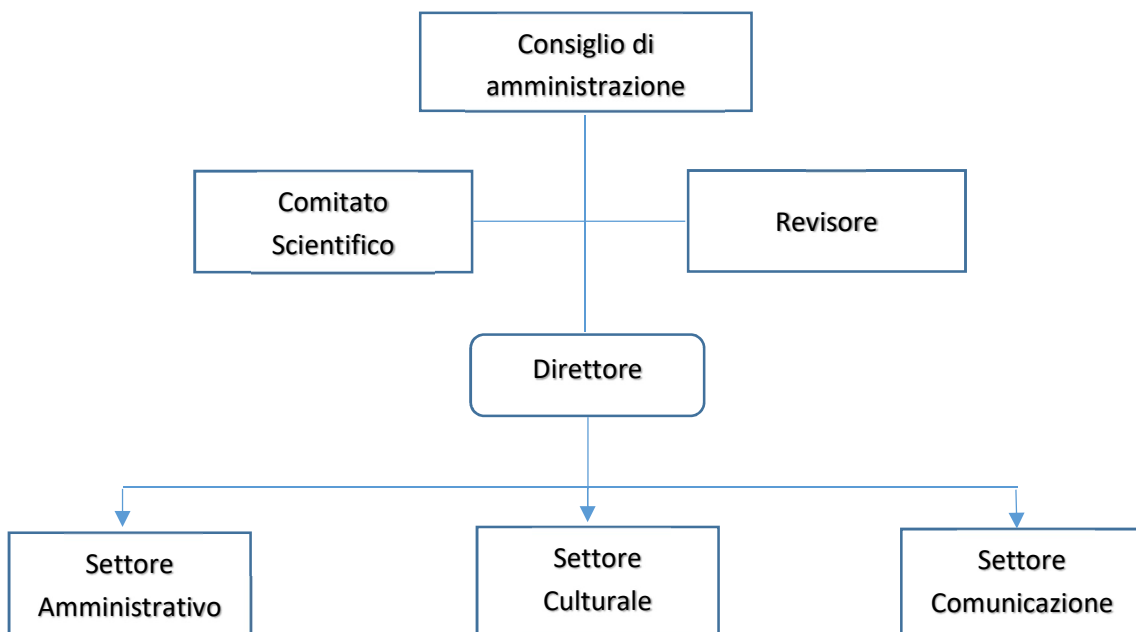 Consiglio di
amministrazione
Comitato
Scientifico
Revisore
Direttore
Settore
Amministrativo
Settore
Culturale
Settore
Comunicazione